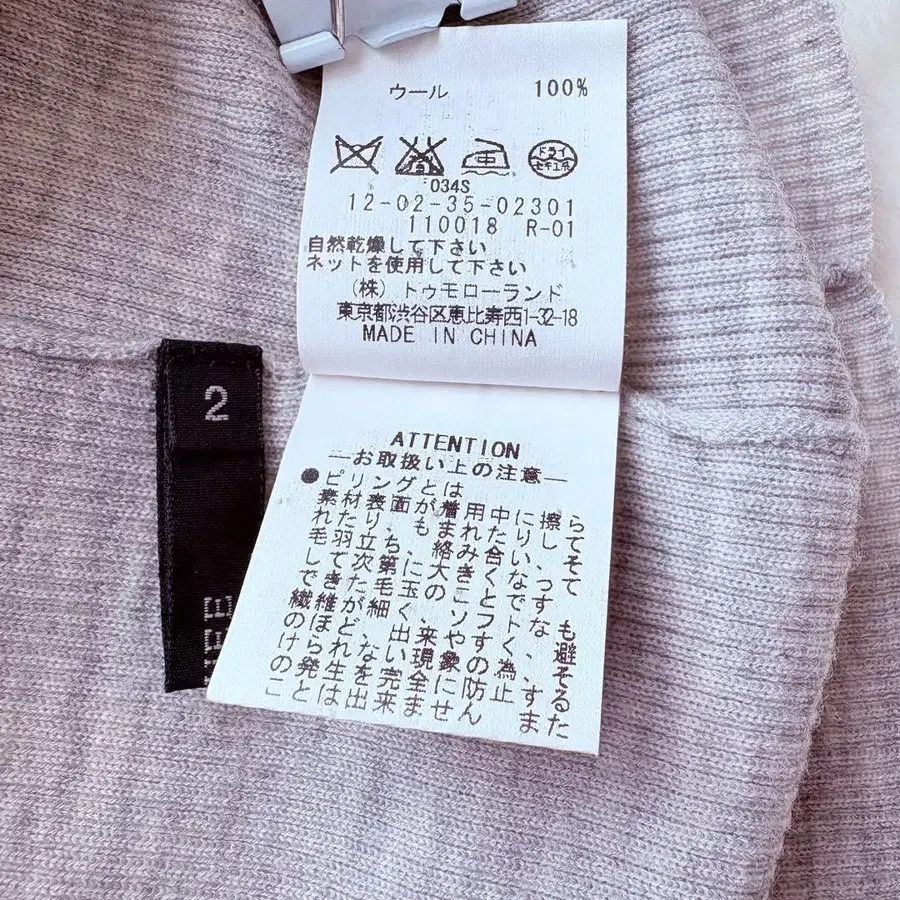 ウール 100%
ドライ
セキユ系
034S
12-02-35-02301
110018 R-01
自然乾燥して下さい
ネットを使用して下さい
(株)トゥモローランド
東京都渋谷区恵比寿西1-32-18
MADE IN CHINA
2
ATTENTION
―お取扱い上の注意―
●ピリングとは
素材表面が着用中に擦ら
れたり、もまれたりし、て
毛羽立ち、絡み合い、そ
して次第に大きくなって
できた毛玉のことです。
繊維が細く、ソフトなも
のほど、出来やすく、避
けられない現象の為、そ
の発生を完全に防止する
ことは出来ません